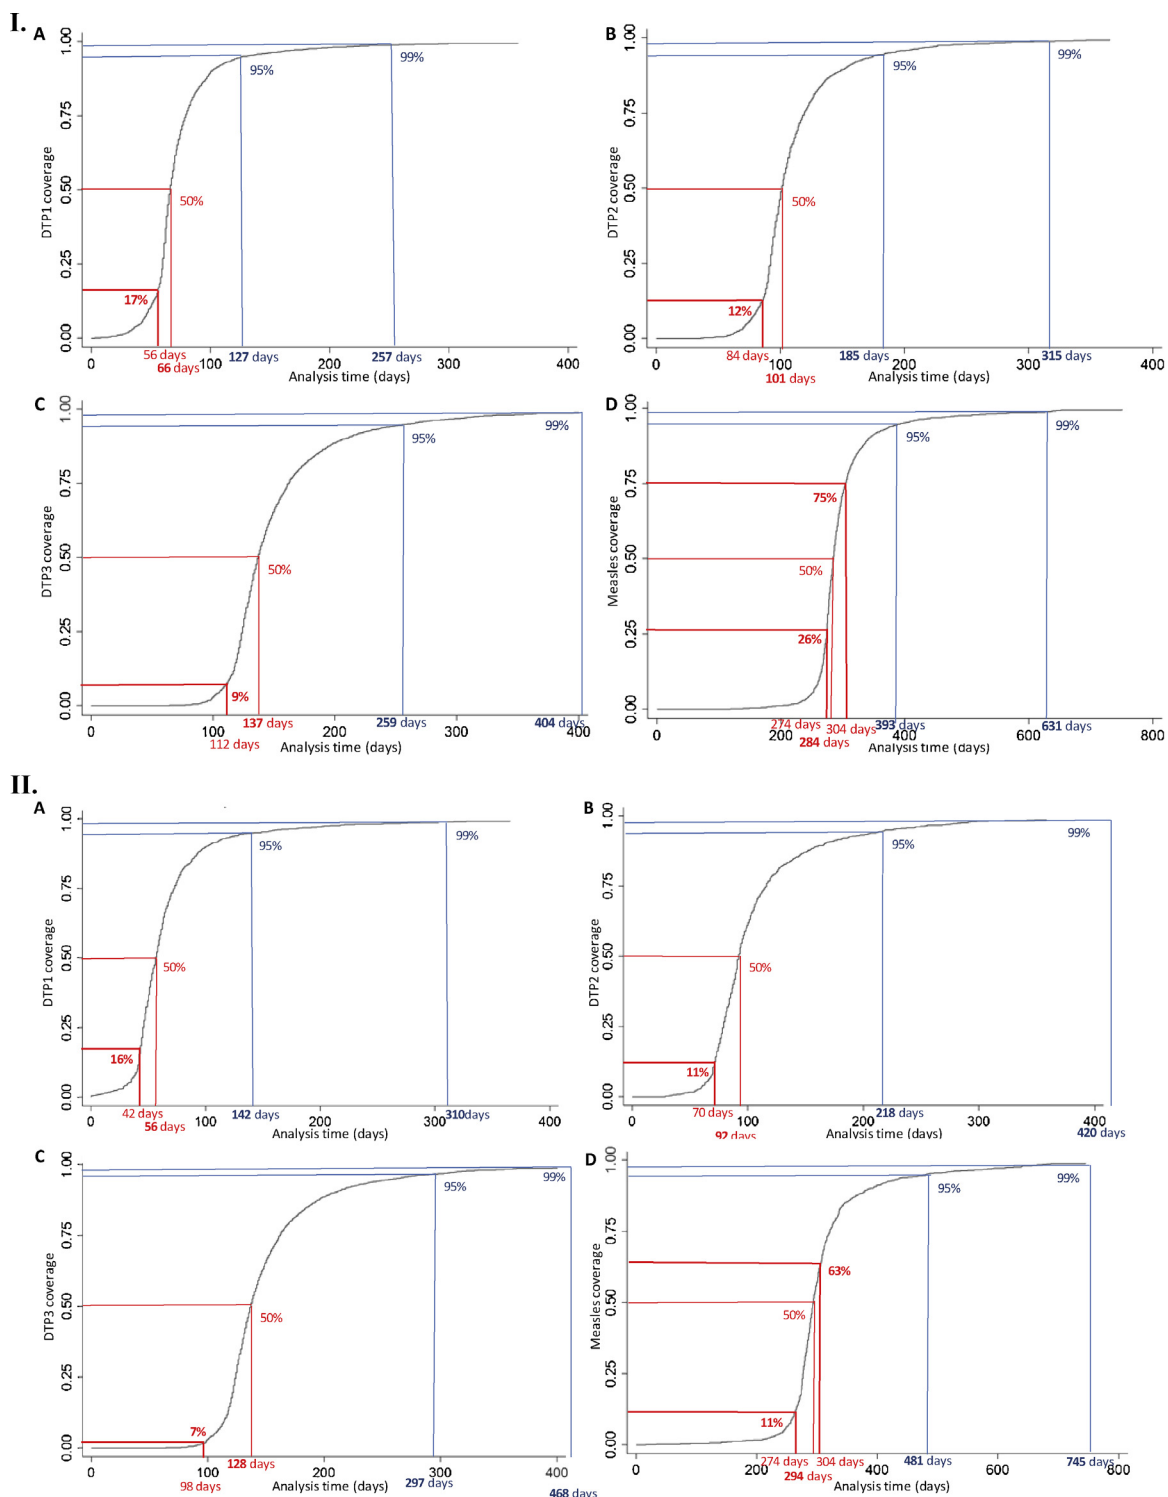 I.
A
DTP1 coverage
1.00
0.75
0.50
0.25
0.00
99%
95%
50%
17%
0
100
200
300
400
56 days
66 days
127 days
257 days
Analysis time (days)
B
DTP2 coverage
1.00
0.75
0.50
0.25
0.00
99%
95%
50%
12%
0
100
200
300
400
84 days
101 days
185 days
315 days
Analysis time (days)
C
DTP3 coverage
1.00
0.75
0.50
0.25
0.00
99%
95%
50%
9%
0
100
200
300
400
137 days
112 days
259 days
404 days
Analysis time (days)
D
Measles coverage
1.00
0.75
0.50
0.25
0.00
99%
95%
75%
50%
26%
0
200
400
600
800
274 days
304 days
284 days
393 days
631 days
Analysis time (days)
II.
A
DTP1 coverage
1.00
0.75
0.50
0.25
0.00
99%
95%
50%
16%
0
100
200
300
400
42 days
56 days
142 days
310days
Analysis time (days)
B
DTP2 coverage
1.00
0.75
0.50
0.25
0.00
99%
95%
50%
11%
0
100
200
300
400
70 days
92 days
218 days
420 days
Analysis time (days)
C
DTP3 coverage
1.00
0.75
0.50
0.25
0.00
99%
95%
50%
7%
0
100
200
300
400
128 days
98 days
297 days
468 days
Analysis time (days)
D
Measles coverage
1.00
0.75
0.50
0.25
0.00
99%
95%
63%
50%
11%
0
200
400
600
800
274 days
304 days
294 days
481 days
745 days
Analysis time (days)